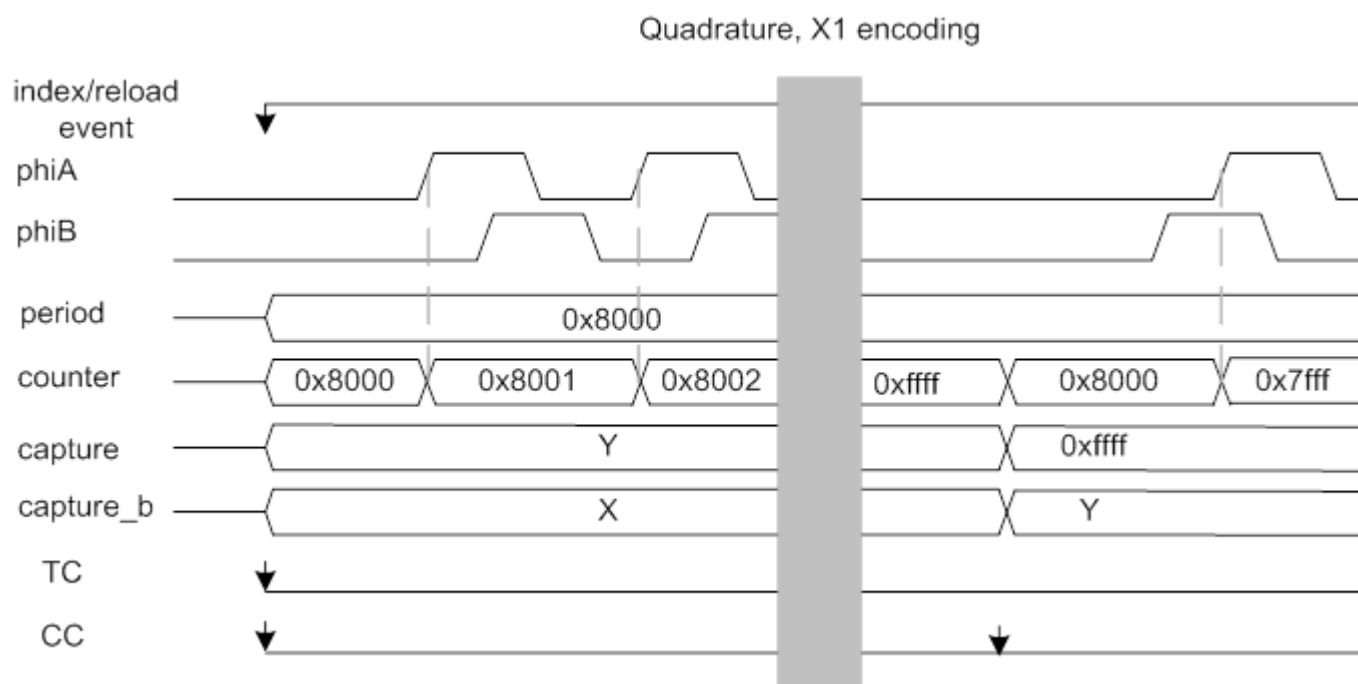 Quadrature, X1 encoding
index/reload
event
phiA
phiB
period
0x8000
counter
0x8000 0x8001 0x8002 0xffff 0x8000 0x7fff
capture
Y 0xffff
capture_b
X Y
TC
CC